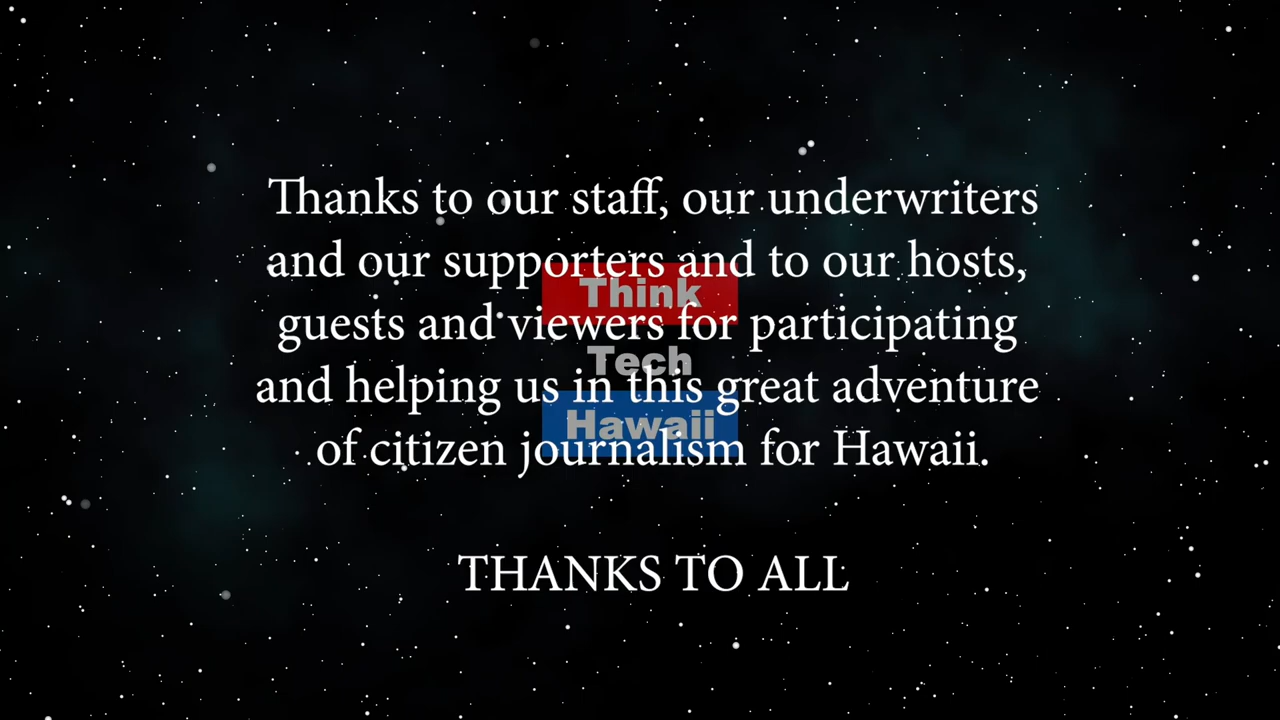 Thanks to our staff, our underwriters
and our supporters and to our hosts,
Think
guests and viewers for participating
Tech
and helping us in this great adventure
Hawaii
of citizen journalism for Hawaii.
THANKS TO ALL